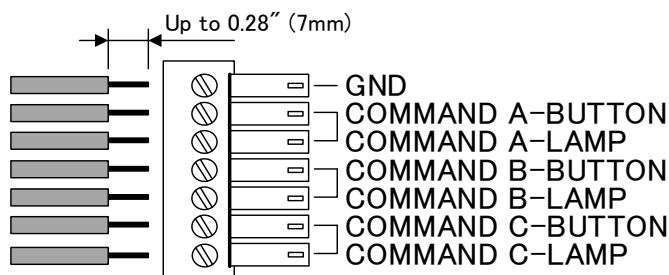 Up to 0.28″ (7mm)
GND
COMMAND A-BUTTON
COMMAND A-LAMP
COMMAND B-BUTTON
COMMAND B-LAMP
COMMAND C-BUTTON
COMMAND C-LAMP